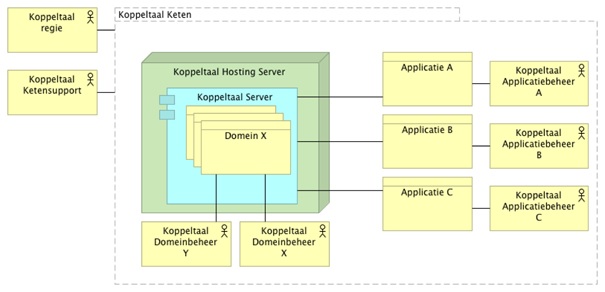 Koppeltaal
regie
Koppeltaal Keten
Koppeltaal
Ketensupport
Koppeltaal Hosting Server
Koppeltaal Server
Domein X
Koppeltaal
Domeinbeheer
Y
Koppeltaal
Domeinbeheer
X
Applicatie A
Koppeltaal
Applicatiebeheer
A
Applicatie B
Koppeltaal
Applicatiebeheer
B
Applicatie C
Koppeltaal
Applicatiebeheer
C